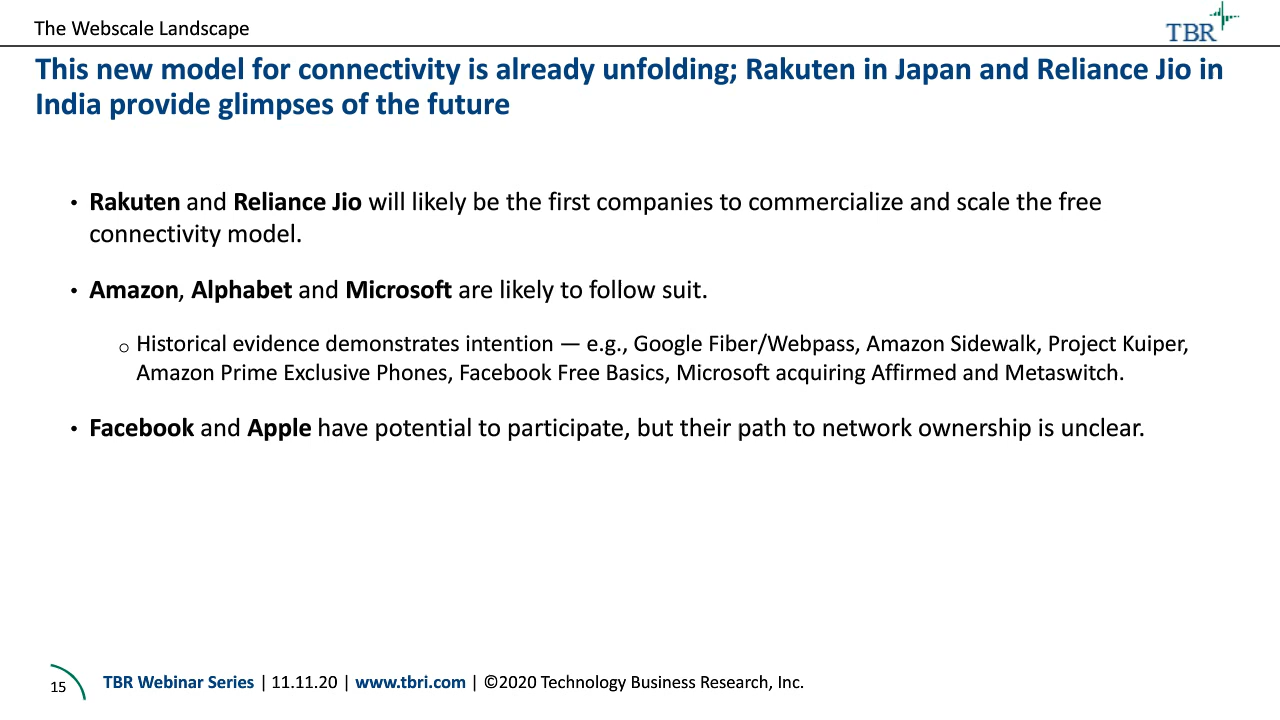 The Webscale Landscape
TBR
This new model for connectivity is already unfolding; Rakuten in Japan and Reliance Jio in
India provide glimpses of the future
• Rakuten and Reliance Jio will likely be the first companies to commercialize and scale the free
connectivity model.
• Amazon, Alphabet and Microsoft are likely to follow suit.
o Historical evidence demonstrates intention — e.g., Google Fiber/Webpass, Amazon Sidewalk, Project Kuiper,
Amazon Prime Exclusive Phones, Facebook Free Basics, Microsoft acquiring Affirmed and Metaswitch.
• Facebook and Apple have potential to participate, but their path to network ownership is unclear.
15
TBR Webinar Series | 11.11.20 | www.tbri.com | ©2020 Technology Business Research, Inc.